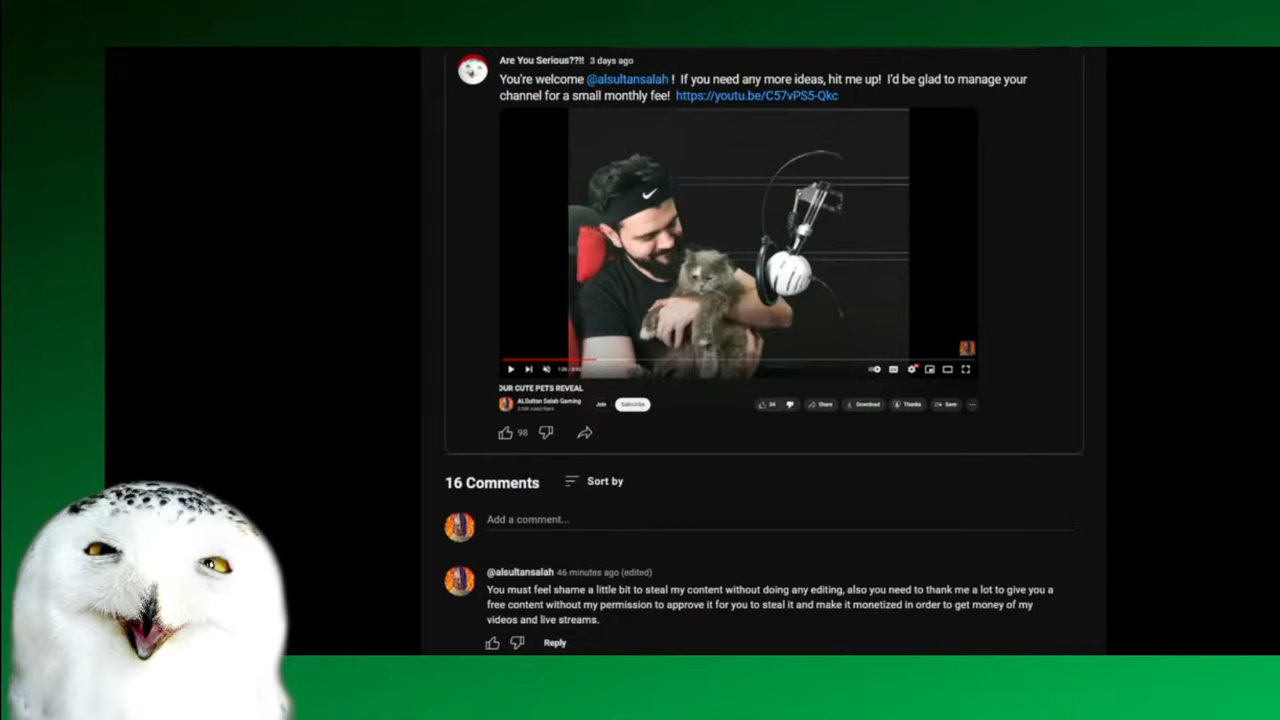 Are You Serious??!! 3 days ago
You're welcome @alsultansalah ! If you need any more ideas, hit me up! I'd be glad to manage your
channel for a small monthly fee! https://youtu.be/C57vPS5-Qkc
OUR CUTE PETS REVEAL
ALSultan Salah Gaming Join Subscribe
34 Share Download Thanks Save
98
16 Comments Sort by
Add a comment...
@alsultansalah 46 minutes ago (edited)
You must feel shame a little bit to steal my content without doing any editing, also you need to thank me a lot to give you a
free content without my permission to approve it for you to steal it and make it monetized in order to get money of my
videos and live streams.
Reply